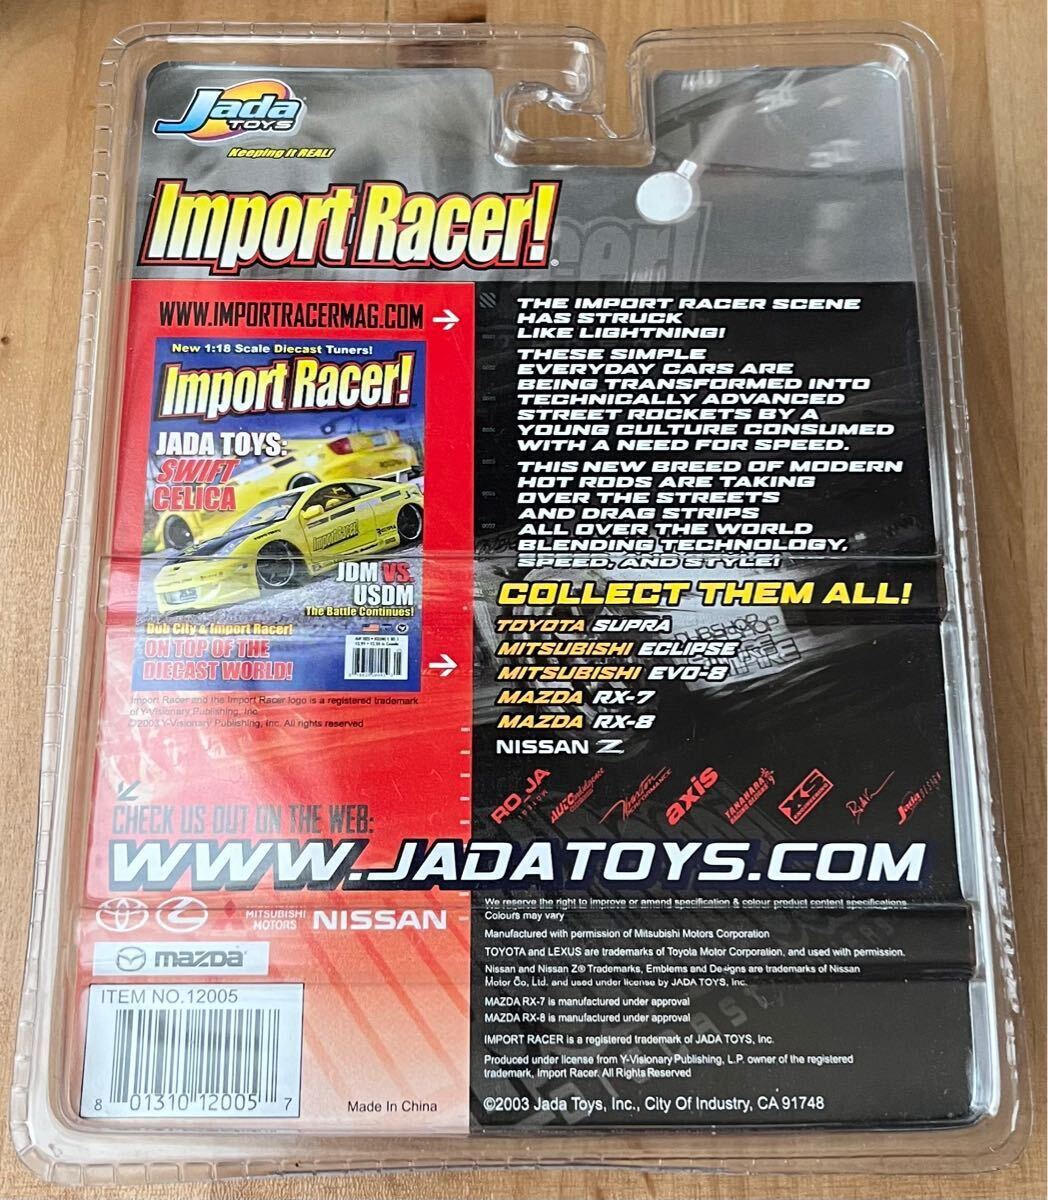 Jada
TOYS
Keeping it REAL!
Import Racer!
WWW.IMPORTRACERMAG.COM
New 1:18 Scale Diecast Tuners!
Import Racer!
JADA TOYS:
SWIFT
CELICA
JDM VS.
USDM
The Battle Continues!
Dub City & Import Racer!
ON TOP OF THE
DIECAST WORLD!
Import Racer and the Import Racer logo is a registered trademark
of Y-Visionary Publishing, Inc.
©2003 Y-Visionary Publishing, Inc. All rights reserved
THE IMPORT RACER SCENE
HAS STRUCK
LIKE LIGHTNING!
THESE SIMPLE
EVERYDAY CARS ARE
BEING TRANSFORMED INTO
TECHNICALLY ADVANCED
STREET ROCKETS BY A
YOUNG CULTURE CONSUMED
WITH A NEED FOR SPEED.
THIS NEW BREED OF MODERN
HOT RODS ARE TAKING
OVER THE STREETS
AND DRAG STRIPS
ALL OVER THE WORLD
BLENDING TECHNOLOGY,
SPEED, AND STYLE!
COLLECT THEM ALL!
TOYOTA SUPRA
MITSUBISHI ECLIPSE
MITSUBISHI EVO-8
MAZDA RX-7
MAZDA RX-8
NISSAN Z
RO JA
axis
CHECK US OUT ON THE WEB:
WWW.JADATOYS.COM
MITSUBISHI
MOTORS
NISSAN
mazda
ITEM NO.12005
8 01310 12005 7
Made In China
We reserve the right to improve or amend specification & colour product content specifications.
Colours may vary
Manufactured with permission of Mitsubishi Motors Corporation
TOYOTA and LEXUS are trademarks of Toyota Motor Corporation, and used with permission.
Nissan and Nissan Z® Trademarks, Emblems and Designs are trademarks of Nissan
Motor Co, Ltd. and used under license by JADA TOYS, Inc.
MAZDA RX-7 is manufactured under approval
MAZDA RX-8 is manufactured under approval
IMPORT RACER is a registered trademark of JADA TOYS, Inc.
Produced under license from Y-Visionary Publishing, L.P. owner of the registered
trademark, Import Racer. All Rights Reserved
©2003 Jada Toys, Inc., City Of Industry, CA 91748